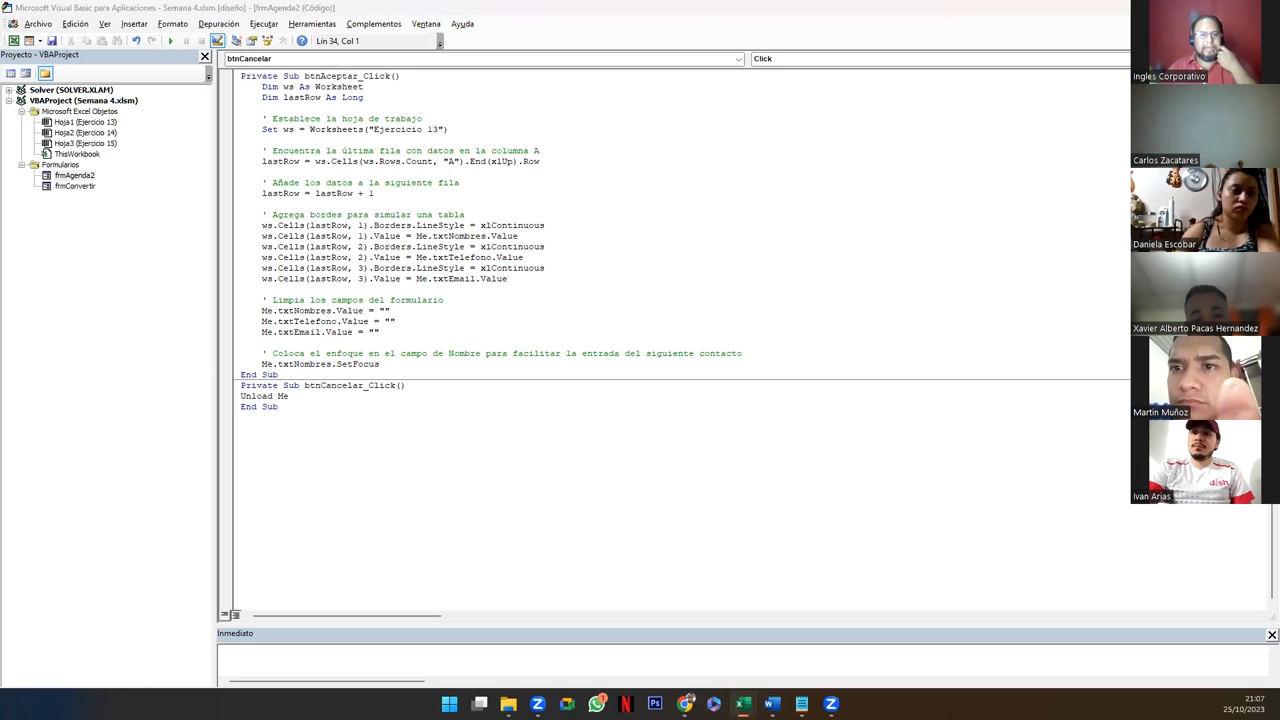 Microsoft Visual Basic para Aplicaciones - Semana 4.xlsm [diseño] - [frmAgenda2 (Código)]
Archivo Edición Ver Insertar Formato Depuración Ejecutar Herramientas Complementos Ventana Ayuda
Lín 34, Col 1
Proyecto - VBAProject
btnCancelar
Click
Solver (SOLVER.XLAM)
VBAProject (Semana 4.xlsm)
Microsoft Excel Objetos
Hoja1 (Ejercicio 13)
Hoja2 (Ejercicio 14)
Hoja3 (Ejercicio 15)
ThisWorkbook
Formularios
frmAgenda2
frmConvertir
Private Sub btnAceptar_Click()
Dim ws As Worksheet
Dim lastRow As Long
' Establece la hoja de trabajo
Set ws = Worksheets("Ejercicio 13")
' Encuentra la última fila con datos en la columna A
lastRow = ws.Cells(ws.Rows.Count, "A").End(xlUp).Row
' Añade los datos a la siguiente fila
lastRow = lastRow + 1
' Agrega bordes para simular una tabla
ws.Cells(lastRow, 1).Borders.LineStyle = xlContinuous
ws.Cells(lastRow, 1).Value = Me.txtNombres.Value
ws.Cells(lastRow, 2).Borders.LineStyle = xlContinuous
ws.Cells(lastRow, 2).Value = Me.txtTelefono.Value
ws.Cells(lastRow, 3).Borders.LineStyle = xlContinuous
ws.Cells(lastRow, 3).Value = Me.txtEmail.Value
' Limpia los campos del formulario
Me.txtNombres.Value = ""
Me.txtTelefono.Value = ""
Me.txtEmail.Value = ""
' Coloca el enfoque en el campo de Nombre para facilitar la entrada del siguiente contacto
Me.txtNombres.SetFocus
End Sub
Private Sub btnCancelar_Click()
Unload Me
End Sub
Inmediato
Ingles Corporativo
Carlos Zacatares
Daniela Escobar
Xavier Alberto Pacas Hernandez
Martin Muñoz
dish
Ivan Arias
1
N
Ps
21:07
25/10/2023